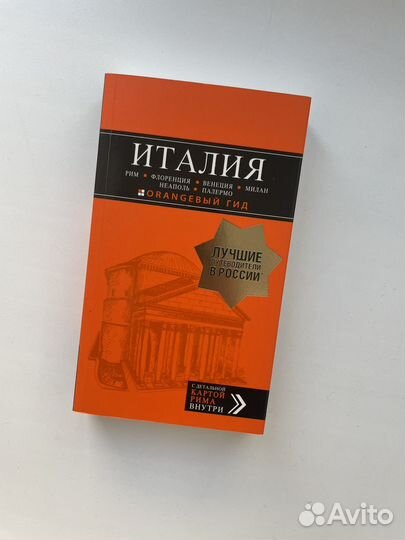 ИТАЛИЯ
РИМ ФЛОРЕНЦИЯ ВЕНЕЦИЯ МИЛАН
НЕАПОЛЬ ПАЛЕРМО
ORANGEВЫЙ ГИД
ЛУЧШИЕ
ПУТЕВОДИТЕЛИ
В РОССИИ*
С ДЕТАЛЬНОЙ
КАРТОЙ
РИМА
ВНУТРИ
Avito